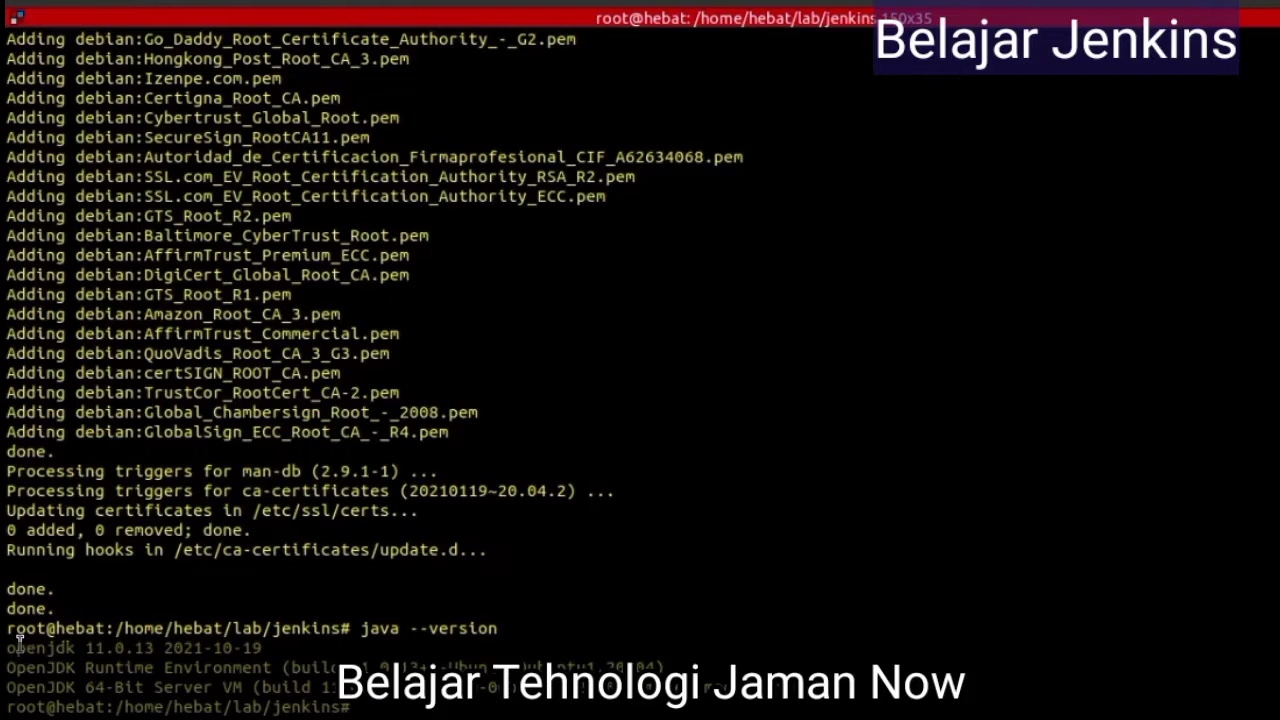 root@hebat: /home/hebat/lab/jenkins 150x35
Belajar Jenkins
Adding debian:Go_Daddy_Root_Certificate_Authority_-_G2.pem
Adding debian:Hongkong_Post_Root_CA_3.pem
Adding debian:Izenpe.com.pem
Adding debian:Certigna_Root_CA.pem
Adding debian:Cybertrust_Global_Root.pem
Adding debian:SecureSign_RootCA11.pem
Adding debian:Autoridad_de_Certificacion_Firmaprofesional_CIF_A62634068.pem
Adding debian:SSL.com_EV_Root_Certification_Authority_RSA_R2.pem
Adding debian:SSL.com_EV_Root_Certification_Authority_ECC.pem
Adding debian:GTS_Root_R2.pem
Adding debian:Baltimore_CyberTrust_Root.pem
Adding debian:AffirmTrust_Premium_ECC.pem
Adding debian:DigiCert_Global_Root_CA.pem
Adding debian:GTS_Root_R1.pem
Adding debian:Amazon_Root_CA_3.pem
Adding debian:AffirmTrust_Commercial.pem
Adding debian:QuoVadis_Root_CA_3_G3.pem
Adding debian:certSIGN_ROOT_CA.pem
Adding debian:TrustCor_RootCert_CA-2.pem
Adding debian:Global_Chambersign_Root_-_2008.pem
Adding debian:GlobalSign_ECC_Root_CA_-_R4.pem
done.
Processing triggers for man-db (2.9.1-1) ...
Processing triggers for ca-certificates (20210119~20.04.2) ...
Updating certificates in /etc/ssl/certs...
0 added, 0 removed; done.
Running hooks in /etc/ca-certificates/update.d...
done.
done.
root@hebat:/home/hebat/lab/jenkins# java --version
openjdk 11.0.13 2021-10-19
OpenJDK Runtime Environment (build
OpenJDK 64-Bit Server VM (build
Belajar Tehnologi Jaman Now
root@hebat:/home/hebat/lab/jenkins#